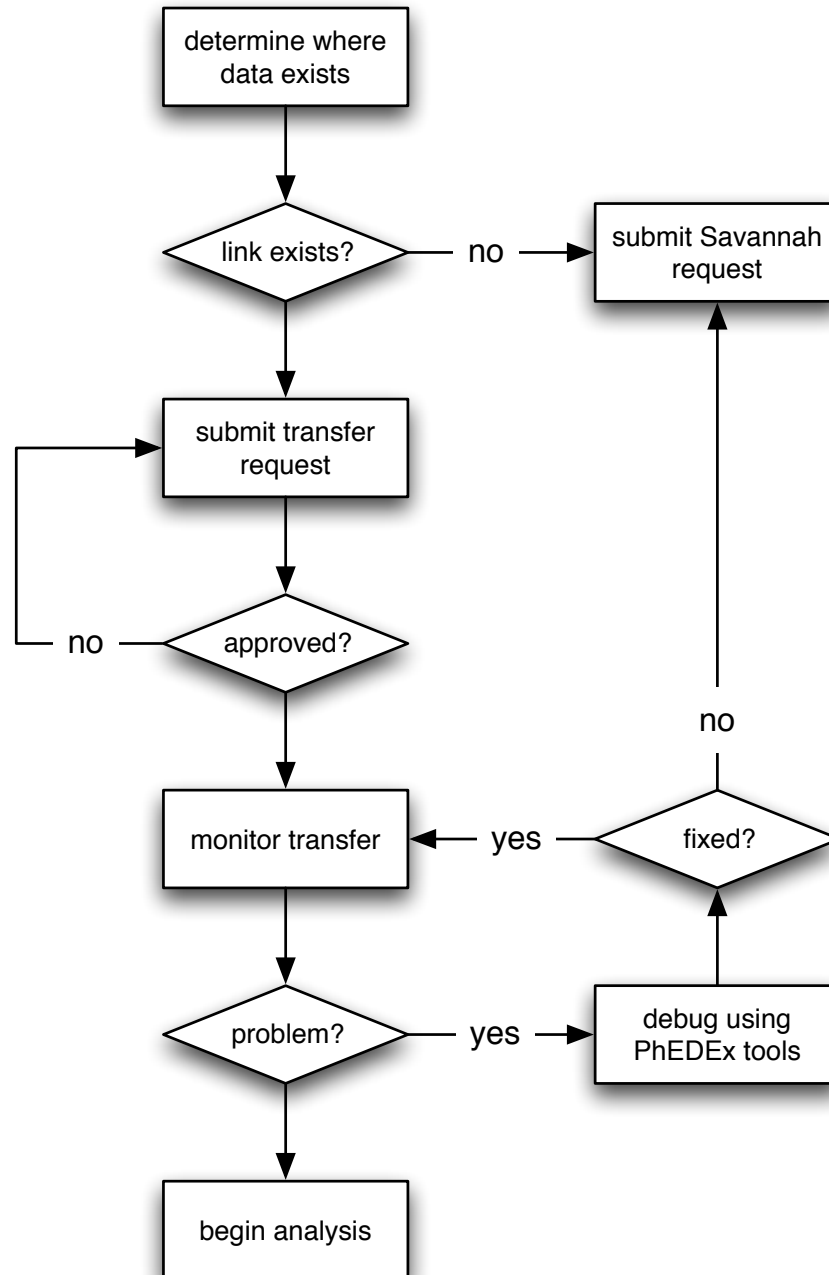 determine where
data exists
link exists?
no
submit Savannah
request
submit transfer
request
no
approved?
no
monitor transfer
yes
fixed?
problem?
yes
debug using
PhEDEx tools
begin analysis